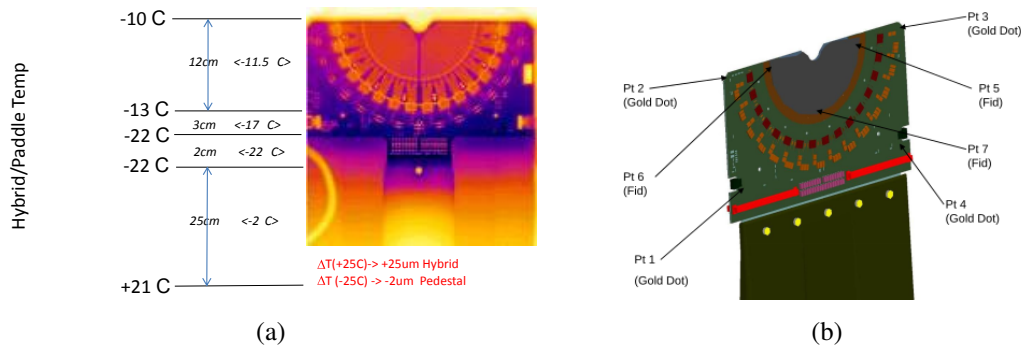 Hybrid/Paddle Temp
-10 C
12cm <-11.5 C>
-13 C
3cm <-17 C>
-22 C
2cm <-22 C>
-22 C
25cm <-2 C>
+21 C
ΔT(+25C)-> +25um Hybrid
ΔT (-25C) -> -2um Pedestal
(a)
Pt 3
(Gold Dot)
Pt 2
(Gold Dot)
Pt 5
(Fid)
Pt 7
(Fid)
Pt 6
(Fid)
Pt 4
(Gold Dot)
Pt 1
(Gold Dot)
(b)